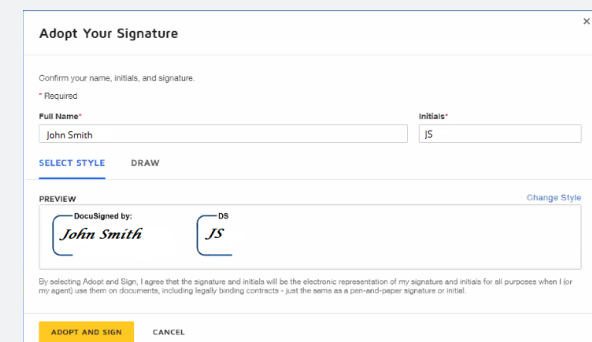 ×
Adopt Your Signature
Confirm your name, initials, and signature.
* Required
Full Name* Initials*
John Smith JS
SELECT STYLE DRAW
PREVIEW Change Style
DocuSigned by: DS
John Smith JS
By selecting Adopt and Sign, I agree that the signature and initials will be the electronic representation of my signature and initials for all purposes when I (or
my agent) use them on documents, including legally binding contracts - just the same as a pen-and-paper signature or initial.
ADOPT AND SIGN CANCEL